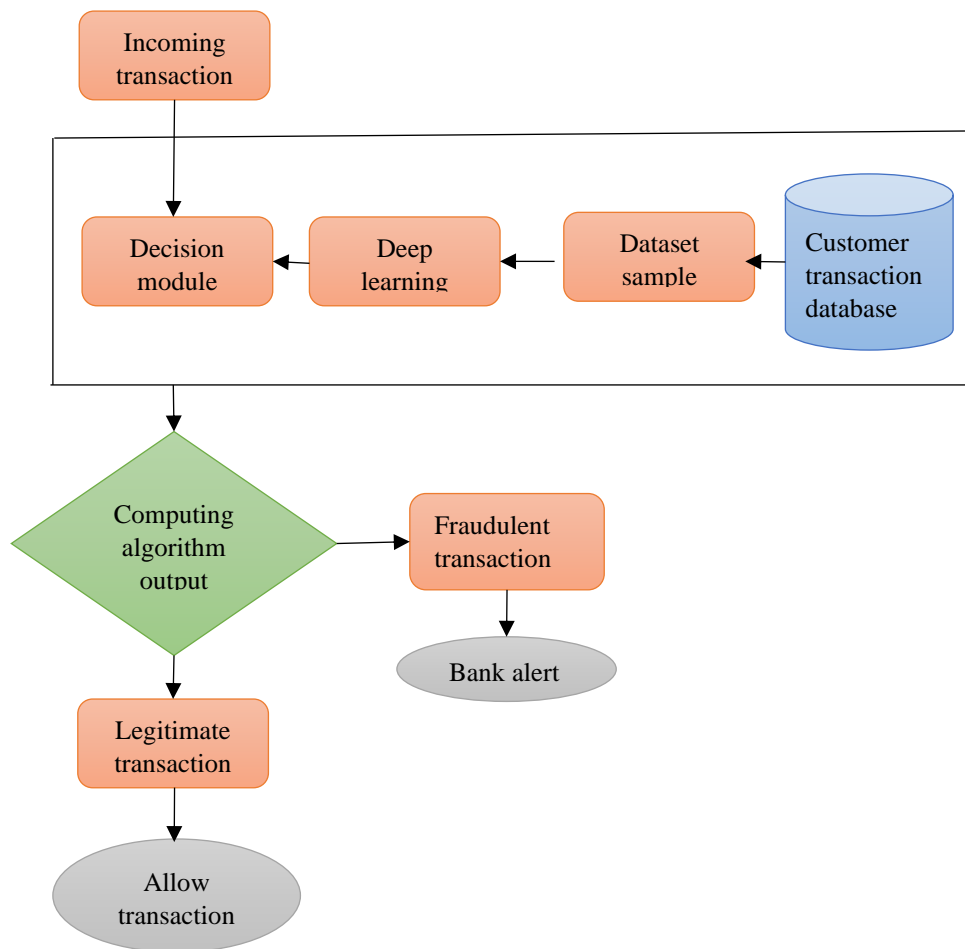 Incoming
transaction
Decision
module
Deep
learning
Dataset
sample
Customer
transaction
database
Computing
algorithm
output
Fraudulent
transaction
Bank alert
Legitimate
transaction
Allow
transaction